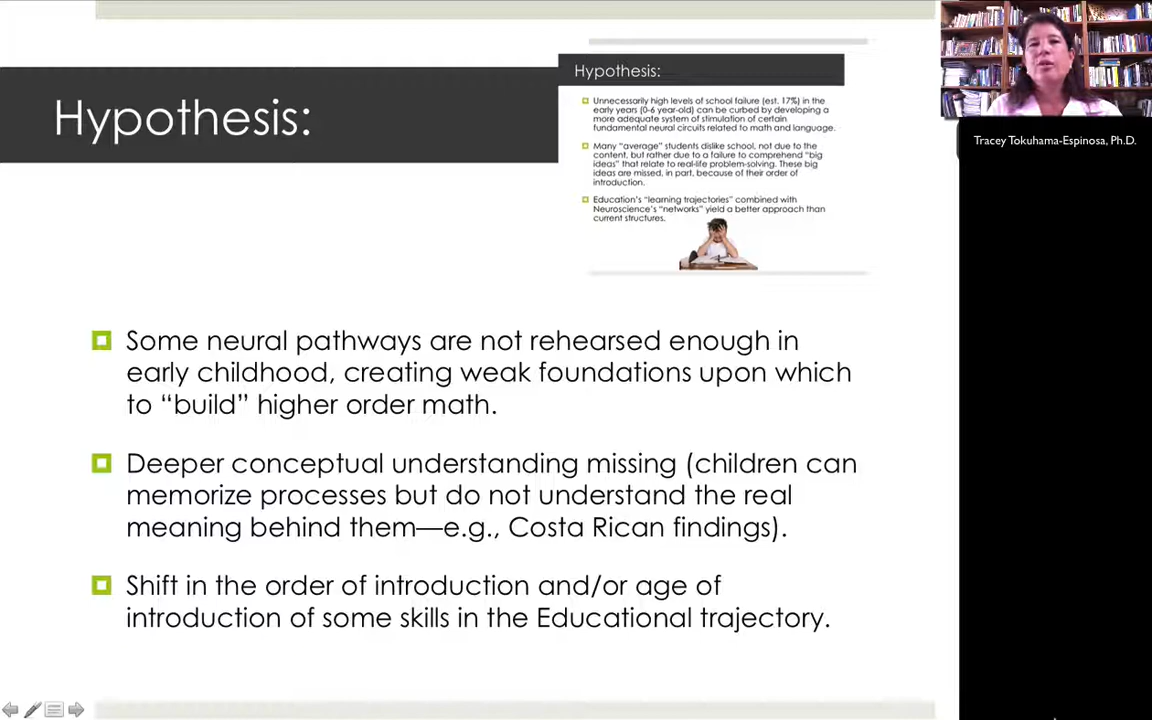 Hypothesis:
Hypothesis:
Unnecessarily high levels of school failure (est. 17%) in the
early years (0-6 year-old) can be curbed by developing a
more adequate system of stimulation of certain
fundamental neural circuits related to math and language.
Many “average” students dislike school, not due to the
content, but rather due to a failure to comprehend “big
ideas” that relate to real-life problem-solving. These big
ideas are missed, in part, because of their order of
introduction.
Education’s “learning trajectories” combined with
Neuroscience’s “networks” yield a better approach than
current structures.
Tracey Tokuhama-Espinosa, Ph.D.
Some neural pathways are not rehearsed enough in
early childhood, creating weak foundations upon which
to “build” higher order math.
Deeper conceptual understanding missing (children can
memorize processes but do not understand the real
meaning behind them—e.g., Costa Rican findings).
Shift in the order of introduction and/or age of
introduction of some skills in the Educational trajectory.